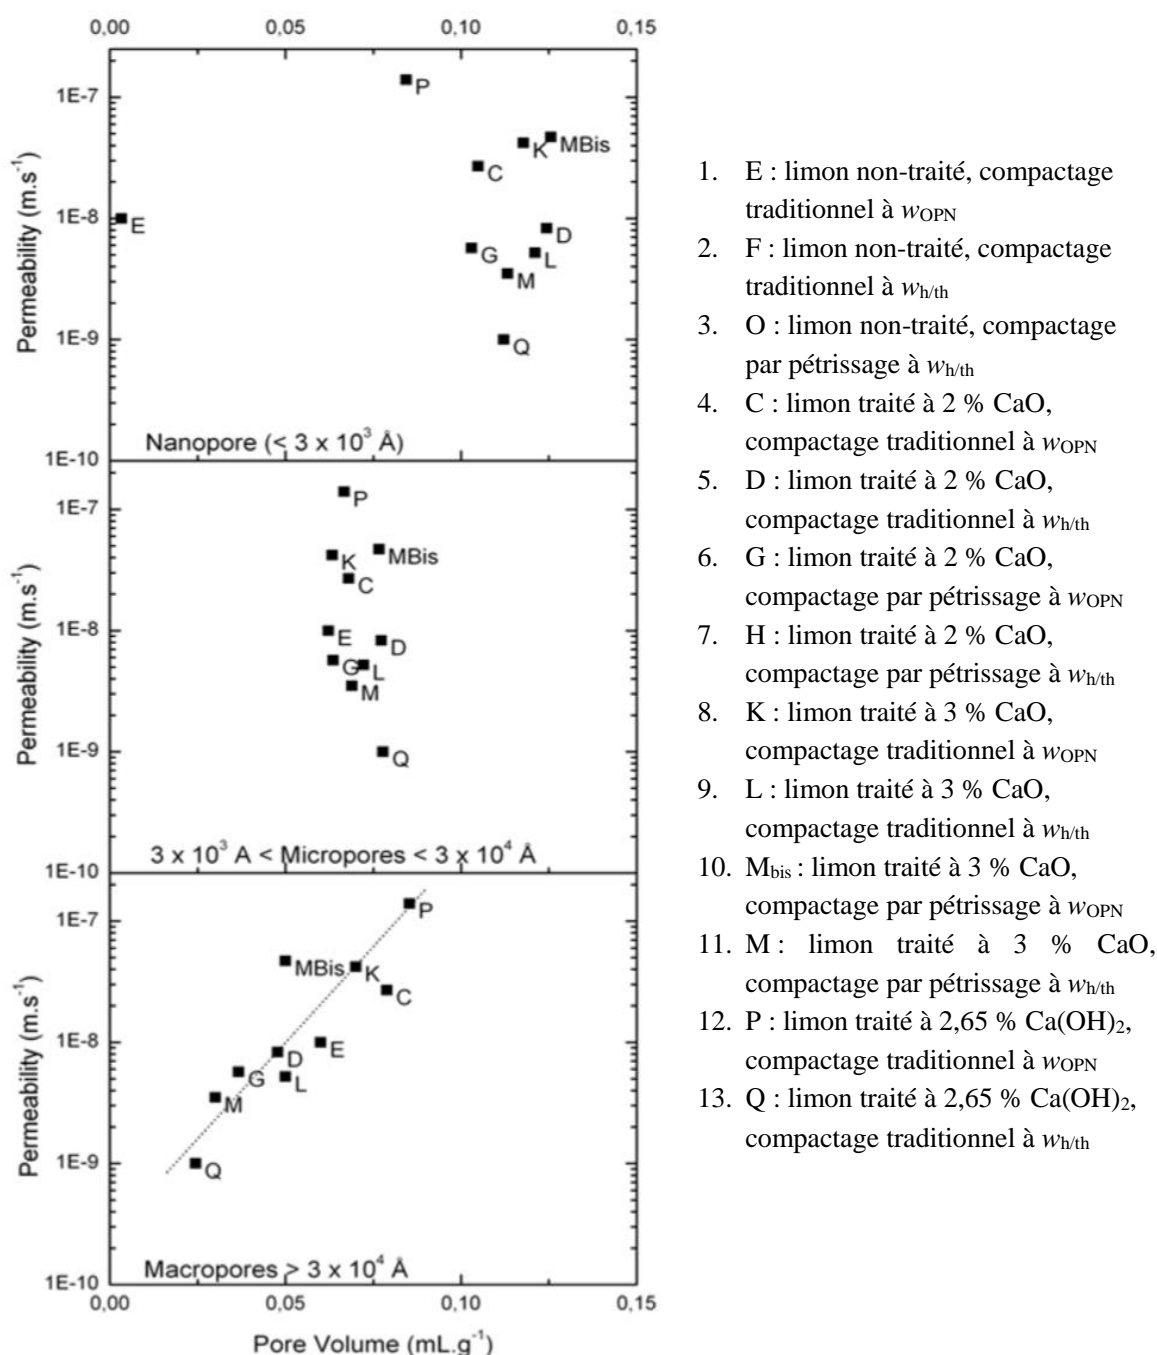 0,00 0,05 0,10 0,15
1E-7
1E-8
1E-9
1E-10
Permeability (m.s⁻¹)
P
K
MBis
C
E
D
G
L
M
Q
Nanopore (< 3 x 10³ Å)
1E-7
1E-8
1E-9
1E-10
Permeability (m.s⁻¹)
P
K
MBis
C
E
D
G
L
M
Q
3 x 10³ A < Micropores < 3 x 10⁴ Å
1E-7
1E-8
1E-9
1E-10
Permeability (m.s⁻¹)
P
MBis
K
C
E
D
G
L
M
Q
Macropores > 3 x 10⁴ Å
0,00 0,05 0,10 0,15
Pore Volume (mL.g⁻¹)
1. E : limon non-traité, compactage
traditionnel à wOPN
2. F : limon non-traité, compactage
traditionnel à wh/th
3. O : limon non-traité, compactage
par pétrissage à wh/th
4. C : limon traité à 2 % CaO,
compactage traditionnel à wOPN
5. D : limon traité à 2 % CaO,
compactage traditionnel à wh/th
6. G : limon traité à 2 % CaO,
compactage par pétrissage à wOPN
7. H : limon traité à 2 % CaO,
compactage par pétrissage à wh/th
8. K : limon traité à 3 % CaO,
compactage traditionnel à wOPN
9. L : limon traité à 3 % CaO,
compactage traditionnel à wh/th
10. Mbis : limon traité à 3 % CaO,
compactage par pétrissage à wOPN
11. M : limon traité à 3 % CaO,
compactage par pétrissage à wh/th
12. P : limon traité à 2,65 % Ca(OH)₂,
compactage traditionnel à wOPN
13. Q : limon traité à 2,65 % Ca(OH)₂,
compactage traditionnel à wh/th